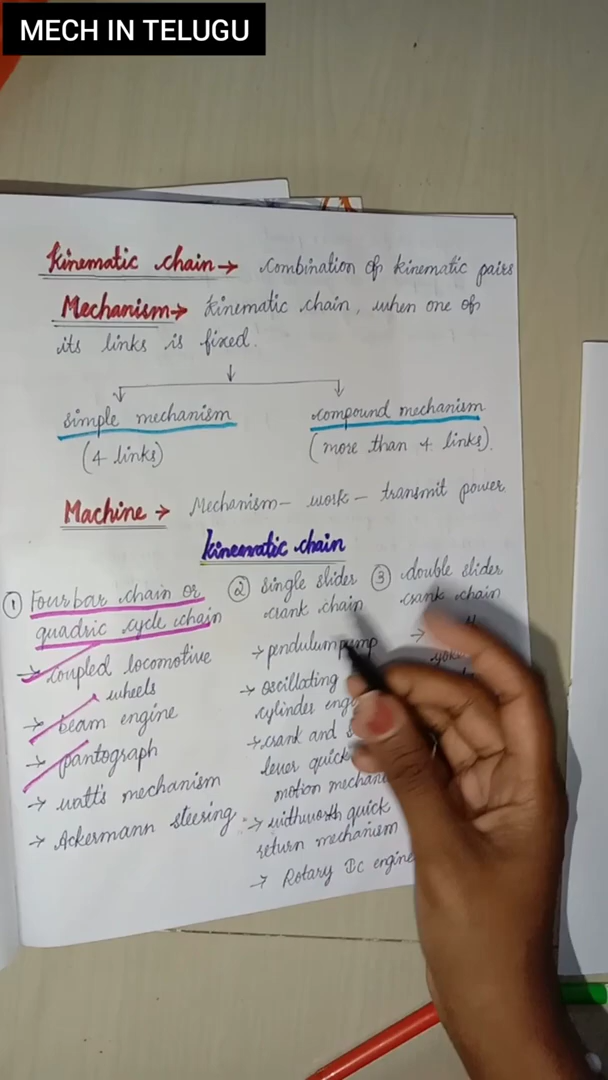 MECH IN TELUGU
Kinematic chain → combination of kinematic pairs
Mechanism → kinematic chain, when one of
its links is fixed.
simple mechanism
compound mechanism
(4 links)
(more than 4 links).
Machine → Mechanism - work - transmit power
kinematic chain
① Four bar chain or
quadric cycle chain
→ coupled locomotive
wheels
→ beam engine
→ pantograph
→ watt's mechanism
→ Ackermann steering
② single slider
crank chain
→ pendulum pump
→ oscillating
cylinder
→ crank and
lever quick
motion
→ withworth quick
return mechanism
→ Rotary Ic engine
③ double slider
crank chain
→